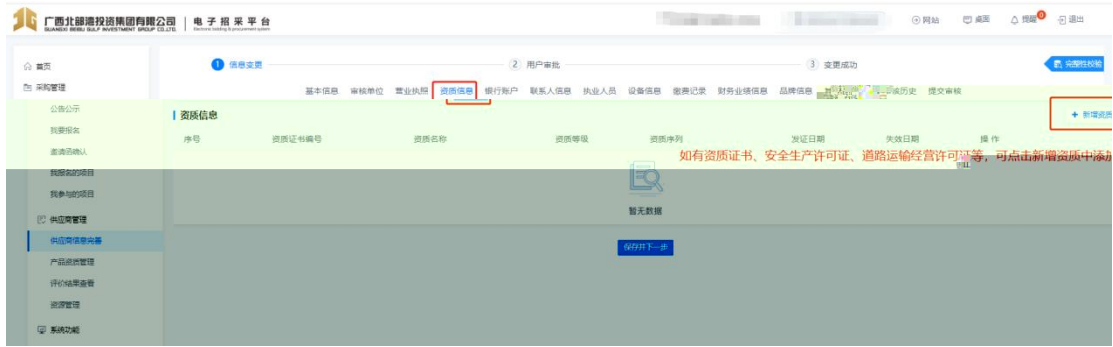 广西北部湾投资集团有限公司 电子招采平台
GUANGXI BEIBU GULF INVESTMENT GROUP CO.,LTD. Electronic bidding & procurement system
网站 桌面 提醒 0 退出
首页
采购管理
公告公示
我要报名
邀请函确认
我报名的项目
我参与的项目
供应商管理
供应商信息完善
产品资质管理
评价结果查看
资源管理
系统功能
1 信息变更 2 用户审批 3 变更成功
完整性校验
基本信息 审核单位 营业执照 资质信息 银行账户 联系人信息 执业人员 设备信息 缴费记录 财务业绩信息 品牌信息 历史 提交审核
资质信息
+ 新增资质
序号 资质证书编号 资质名称 资质等级 资质序列 发证日期 失效日期 操作
如有资质证书、安全生产许可证、道路运输经营许可证等，可点击新增资质中添加
暂无数据
保存并下一步